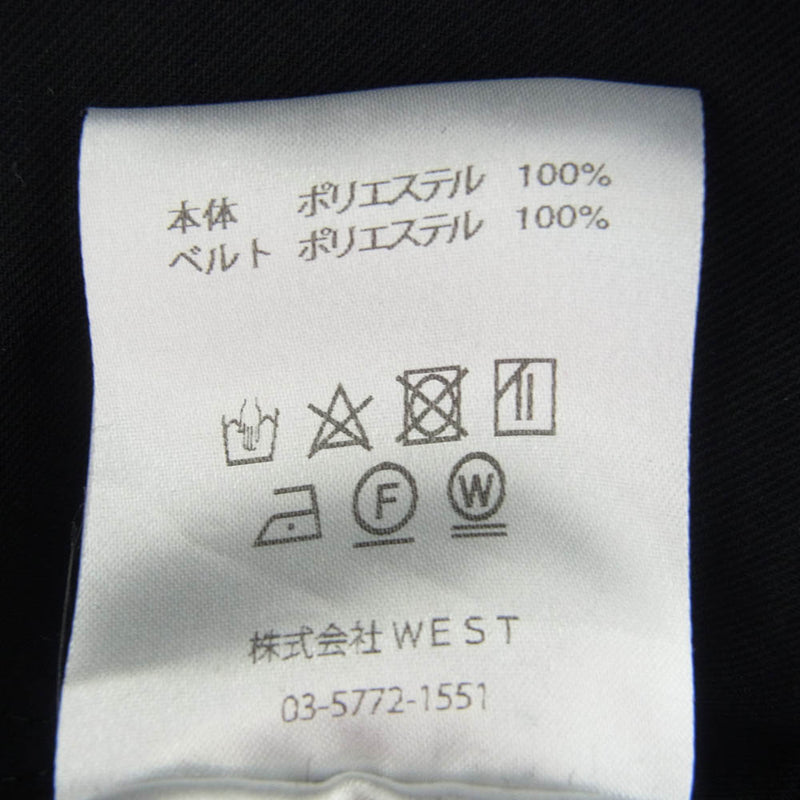 本体 ポリエステル 100%
ベルト ポリエステル 100%
F W
株式会社WEST
03-5772-1551